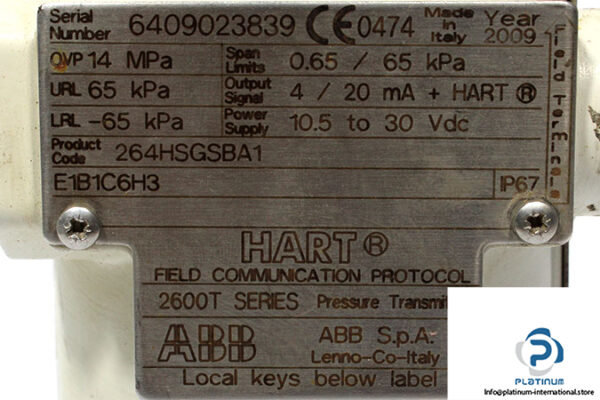 Serial Number 6409023839 CE 0474 Made in Italy Year 2009
OVP 14 MPa Span Limits 0.65 / 65 kPa
URL 65 kPa Output Signal 4 / 20 mA + HART ®
LRL -65 kPa Power Supply 10.5 to 30 Vdc
Product Code 264HSGSBA1
E1B1C6H3 IP67
Field Terminals
HART®
FIELD COMMUNICATION PROTOCOL
2600T SERIES Pressure
ABB ABB S.p.A.
Lenno-Co-Italy
Local keys below label
PLATINUM
info@platinum-international.store